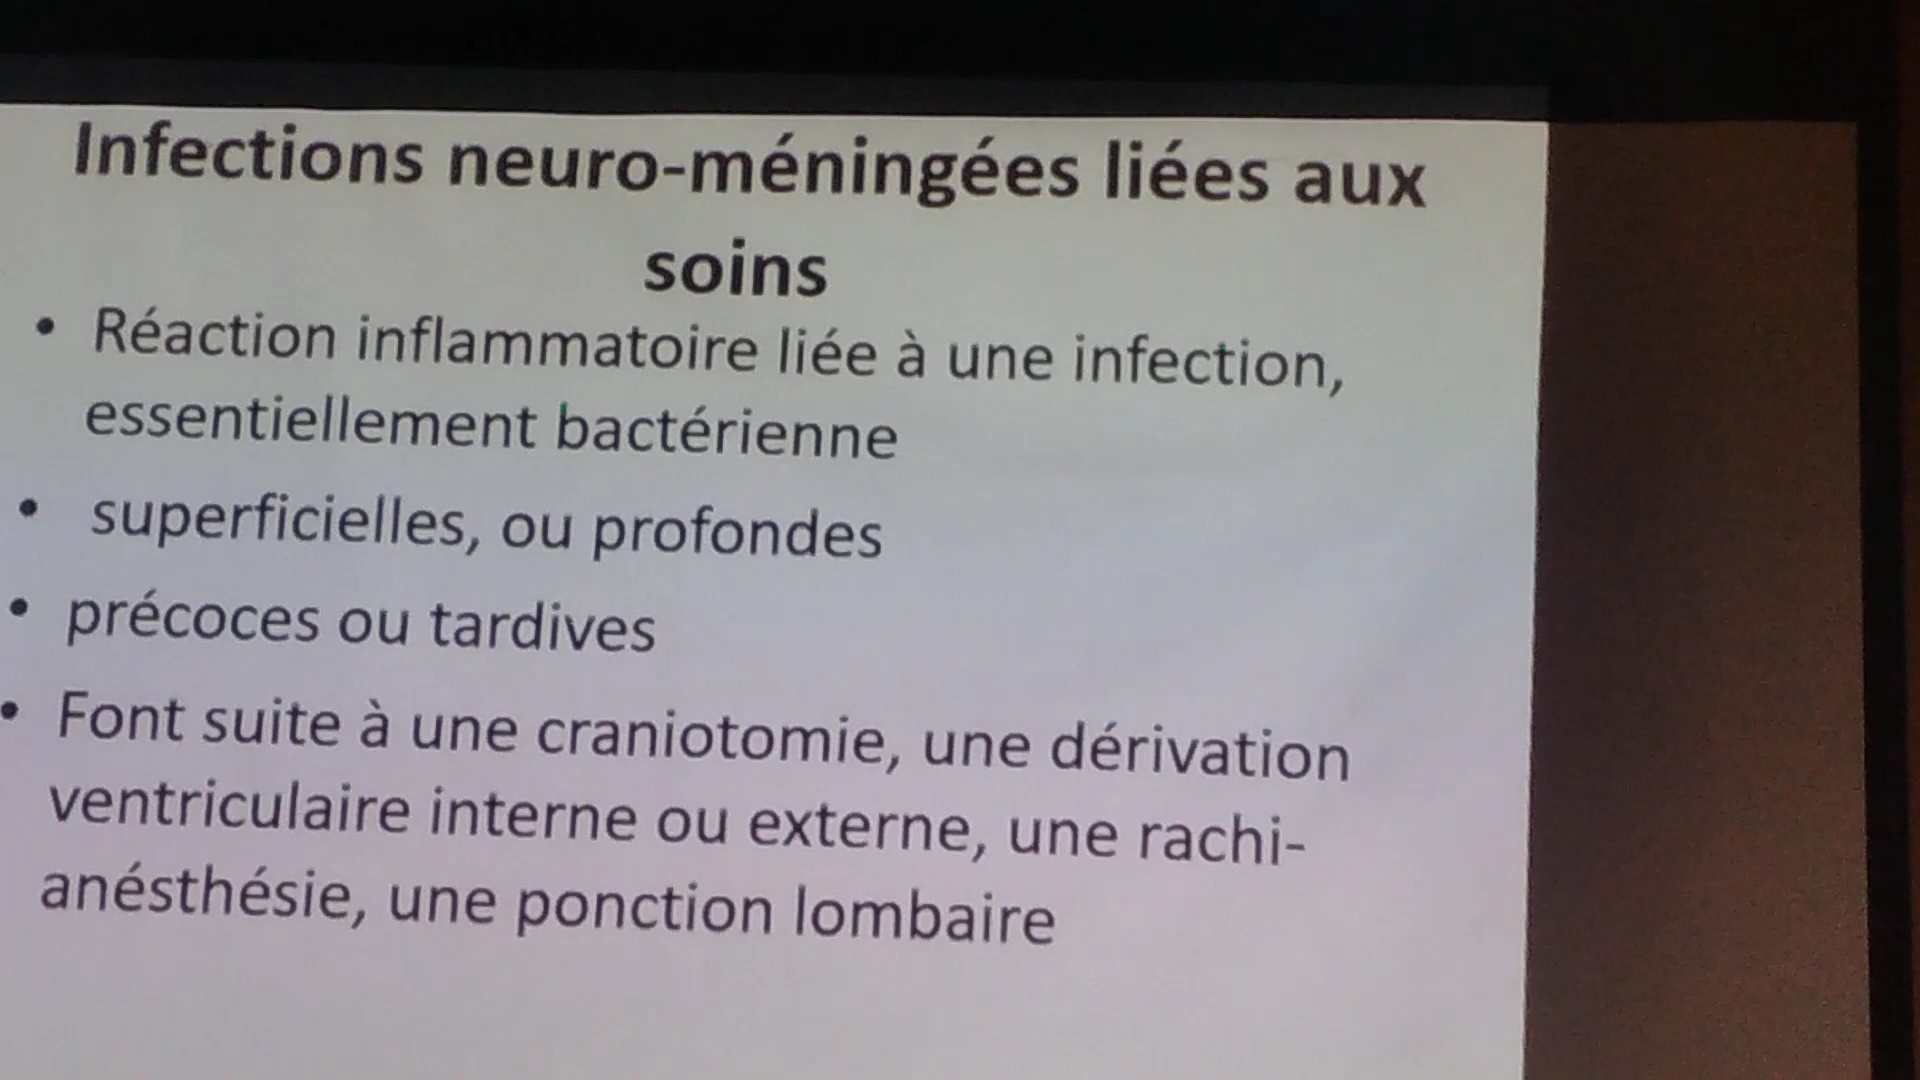 Infections neuro-méningées liées aux
soins
• Réaction inflammatoire liée à une infection,
essentiellement bactérienne
• superficielles, ou profondes
• précoces ou tardives
• Font suite à une craniotomie, une dérivation
ventriculaire interne ou externe, une rachi-
anésthésie, une ponction lombaire